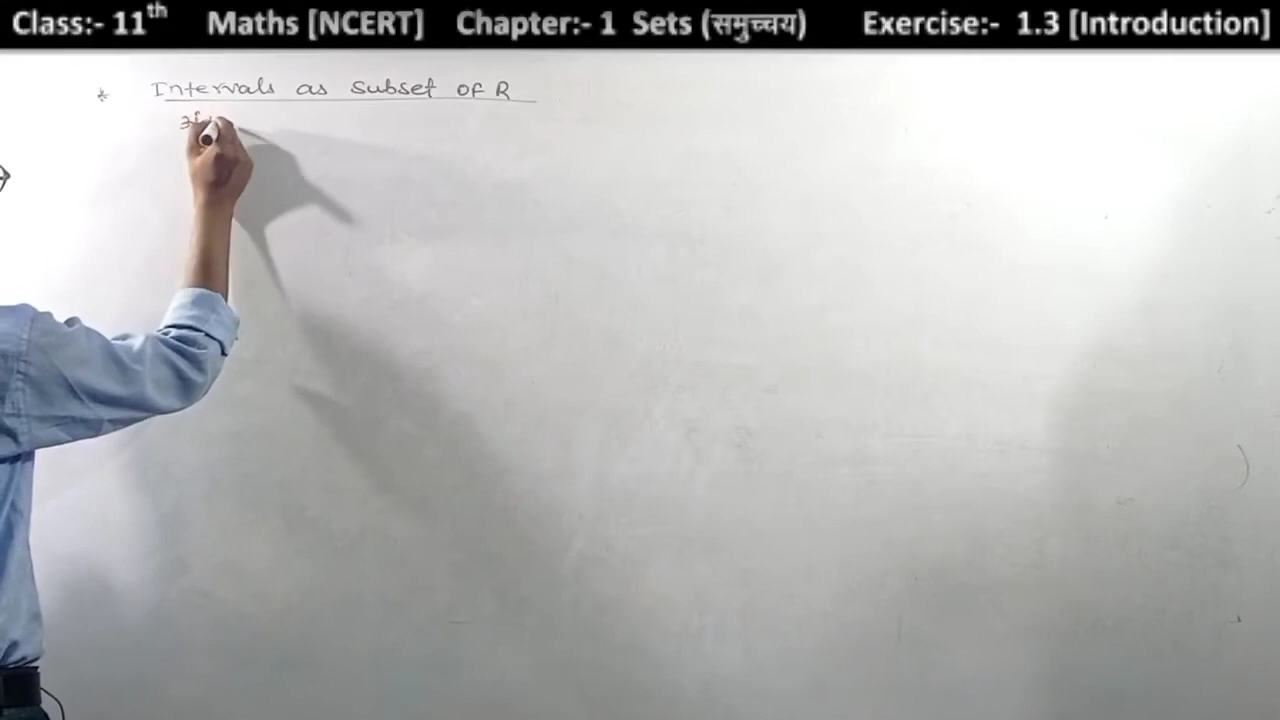 Class:- 11th Maths [NCERT] Chapter:- 1 Sets (समुच्चय) Exercise:- 1.3 [Introduction]
* Intervals as Subset of R